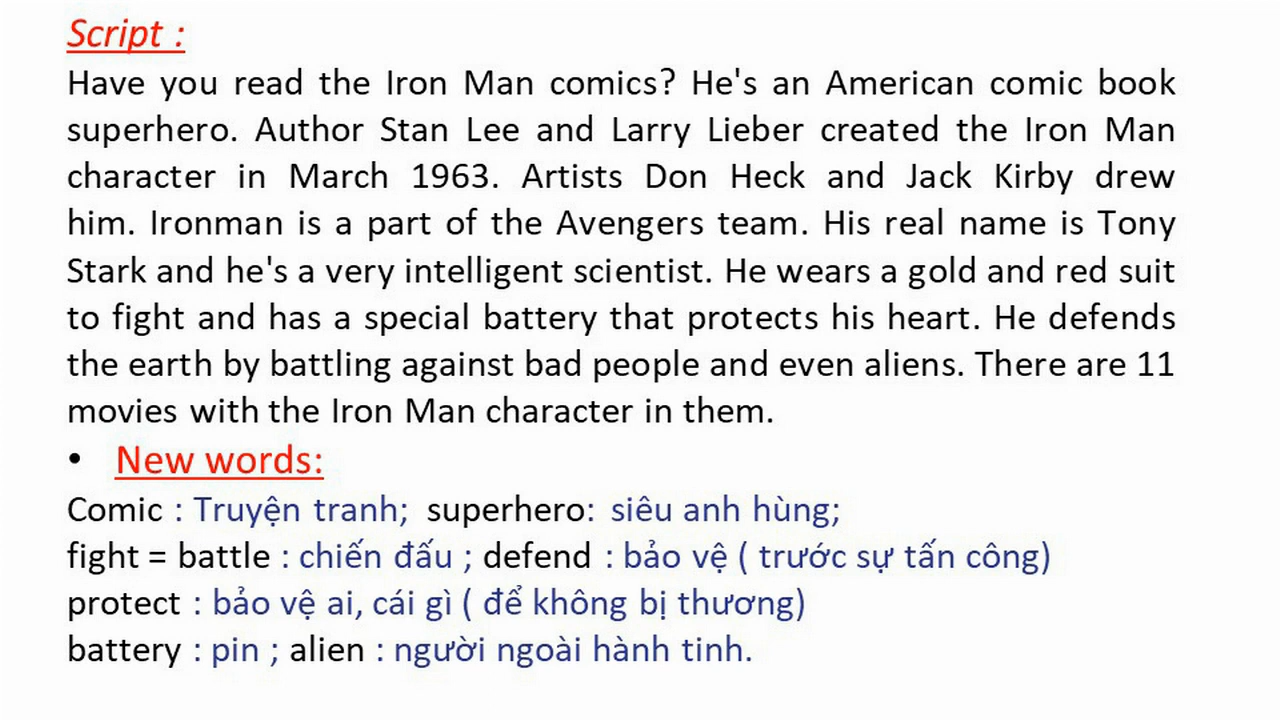 Script :
Have you read the Iron Man comics? He's an American comic book
superhero. Author Stan Lee and Larry Lieber created the Iron Man
character in March 1963. Artists Don Heck and Jack Kirby drew
him. Ironman is a part of the Avengers team. His real name is Tony
Stark and he's a very intelligent scientist. He wears a gold and red suit
to fight and has a special battery that protects his heart. He defends
the earth by battling against bad people and even aliens. There are 11
movies with the Iron Man character in them.
• New words:
Comic : Truyện tranh; superhero: siêu anh hùng;
fight = battle : chiến đấu ; defend : bảo vệ ( trước sự tấn công)
protect : bảo vệ ai, cái gì ( để không bị thương)
battery : pin ; alien : người ngoài hành tinh.